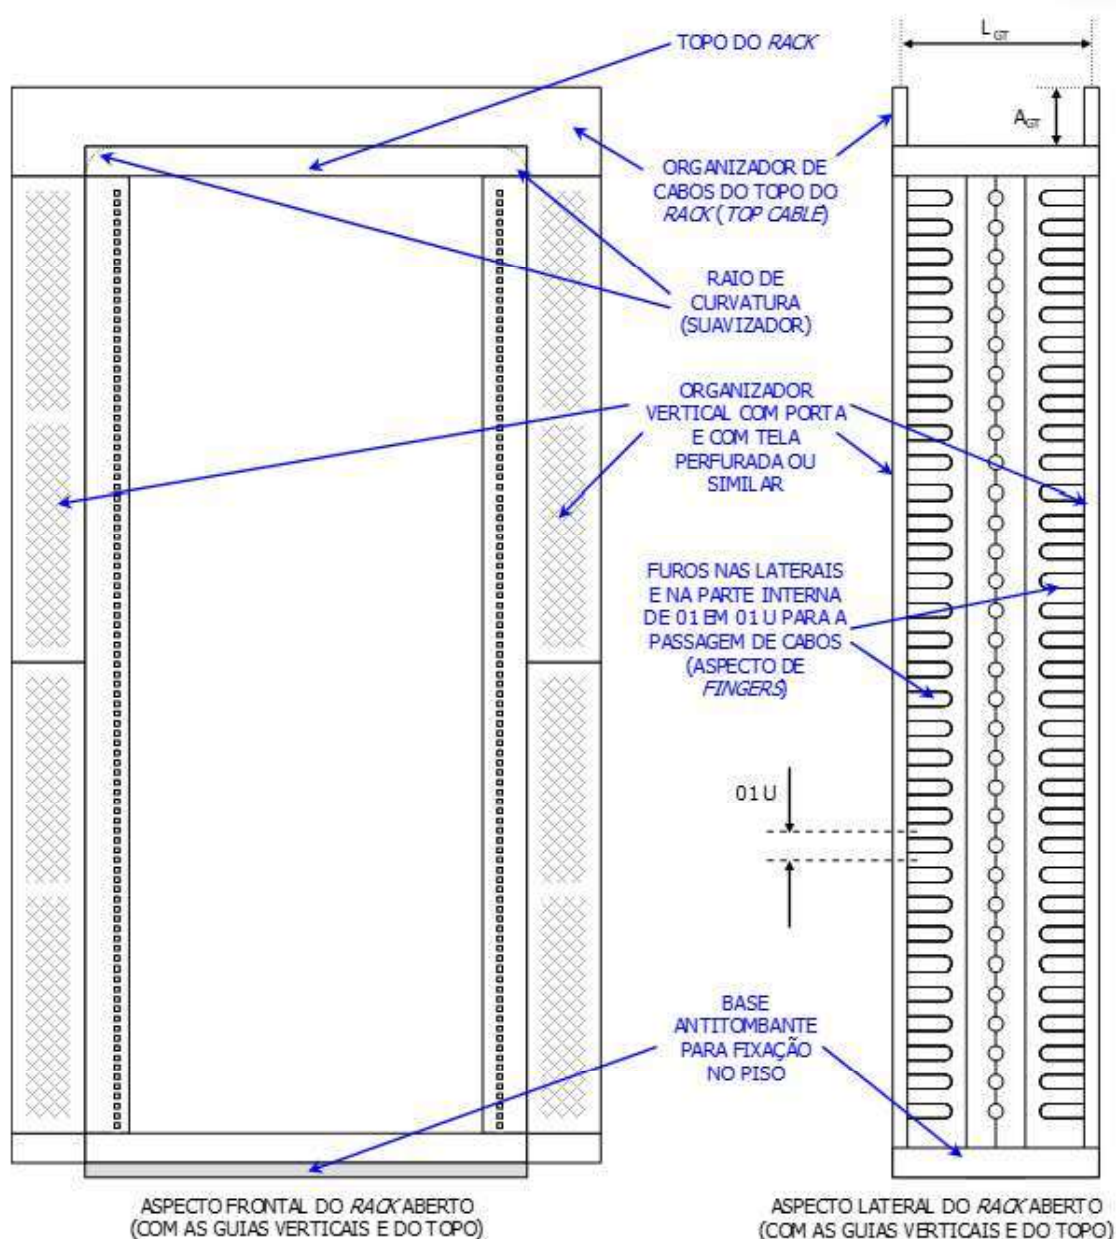 L GT
TOPO DO RACK
A GT
ORGANIZADOR DE
CABOS DO TOPO DO
RACK (TOP CABLE)
RAIO DE
CURVATURA
(SUAVIZADOR)
ORGANIZADOR
VERTICAL COM PORTA
E COM TELA
PERFURADA OU
SIMILAR
FUROS NAS LATERAIS
E NA PARTE INTERNA
DE 01 EM 01 U PARA A
PASSAGEM DE CABOS
(ASPECTO DE
FINGERS)
01 U
BASE
ANTITOMBANTE
PARA FIXAÇÃO
NO PISO
ASPECTO FRONTAL DO RACK ABERTO
(COM AS GUIAS VERTICAIS E DO TOPO)
ASPECTO LATERAL DO RACK ABERTO
(COM AS GUIAS VERTICAIS E DO TOPO)